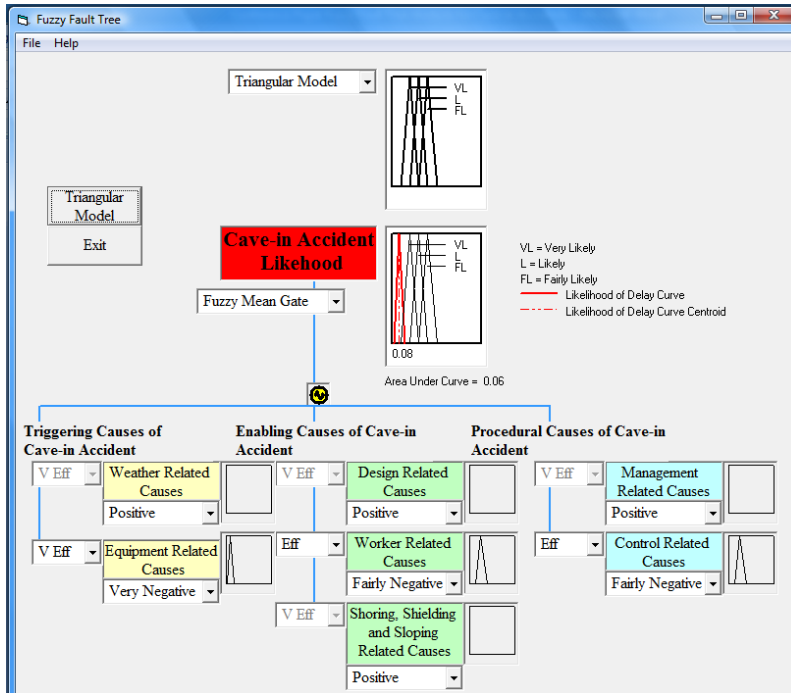 Fuzzy Fault Tree
File Help
Triangular Model
VL
L
FL
Triangular
Model
Exit
Cave-in Accident
Likehood
VL
L
FL
VL = Very Likely
L = Likely
FL = Fairly Likely
Likelihood of Delay Curve
Likelihood of Delay Curve Centroid
Fuzzy Mean Gate
0.08
Area Under Curve = 0.06
Triggering Causes of
Cave-in Accident
Enabling Causes of Cave-in
Accident
Procedural Causes of Cave-in
Accident
V Eff
Weather Related
Causes
Positive
V Eff
Design Related
Causes
Positive
V Eff
Management
Related Causes
Positive
V Eff
Equipment Related
Causes
Very Negative
Eff
Worker Related
Causes
Fairly Negative
Eff
Control Related
Causes
Fairly Negative
V Eff
Shoring, Shielding
and Sloping
Related Causes
Positive